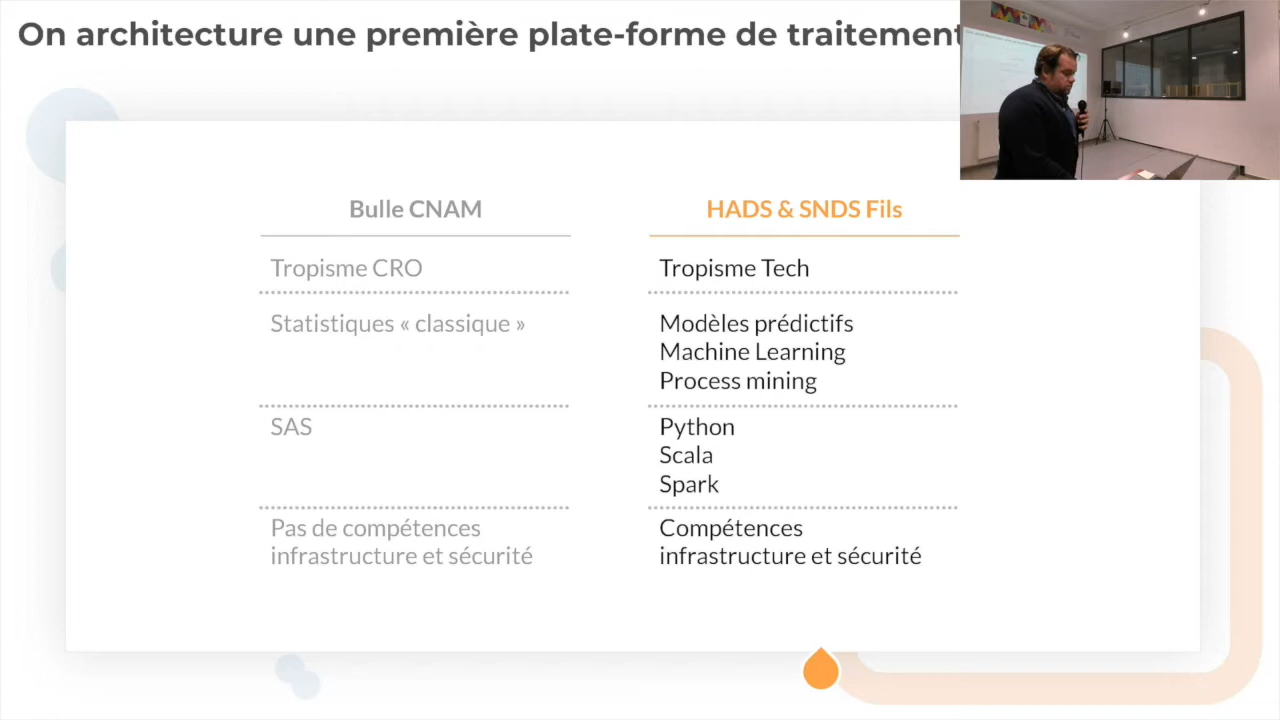 On architecture une première plate-forme de traitement
Bulle CNAM
HADS & SNDS Fils
Tropisme CRO
Tropisme Tech
Statistiques « classique »
Modèles prédictifs
Machine Learning
Process mining
SAS
Python
Scala
Spark
Pas de compétences
infrastructure et sécurité
Compétences
infrastructure et sécurité